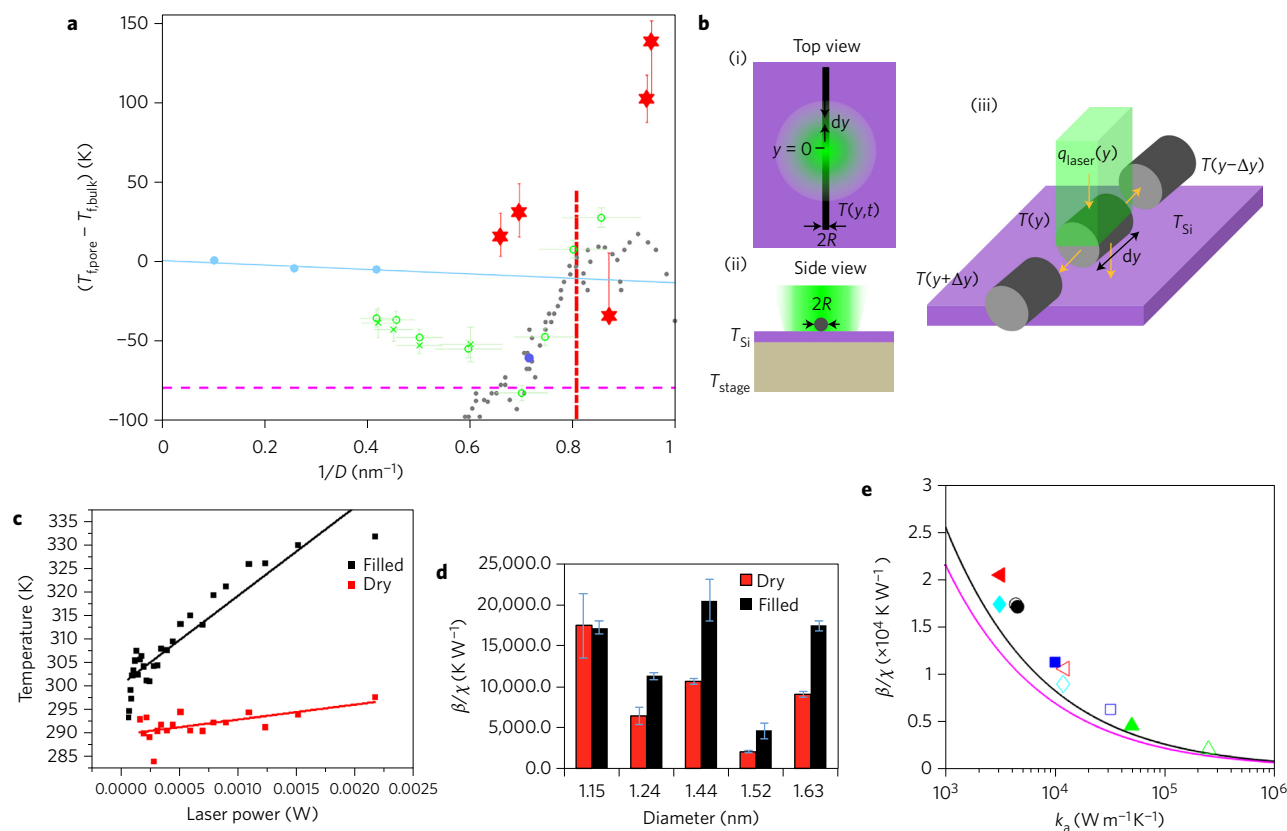 a
(T_f,pore − T_f,bulk) (K)
150
100
50
0
−50
−100
0
0.2
0.4
0.6
0.8
1
1/D (nm⁻¹)
b
(i)
Top view
dy
y = 0
T(y,t)
2R
(ii)
Side view
2R
T_Si
T_stage
(iii)
q_laser(y)
T(y−Δy)
T(y)
T_Si
dy
T(y+Δy)
c
Temperature (K)
335
330
325
320
315
310
305
300
295
290
285
Filled
Dry
0.0000
0.0005
0.0010
0.0015
0.0020
0.0025
Laser power (W)
d
β/χ (K W⁻¹)
25,000.0
20,000.0
15,000.0
10,000.0
5,000.0
0.0
Dry
Filled
1.15
1.24
1.44
1.52
1.63
Diameter (nm)
e
β/χ (×10⁴ K W⁻¹)
3
2.5
2
1.5
1
0.5
0
10³
10⁴
10⁵
10⁶
k_a (W m⁻¹K⁻¹)